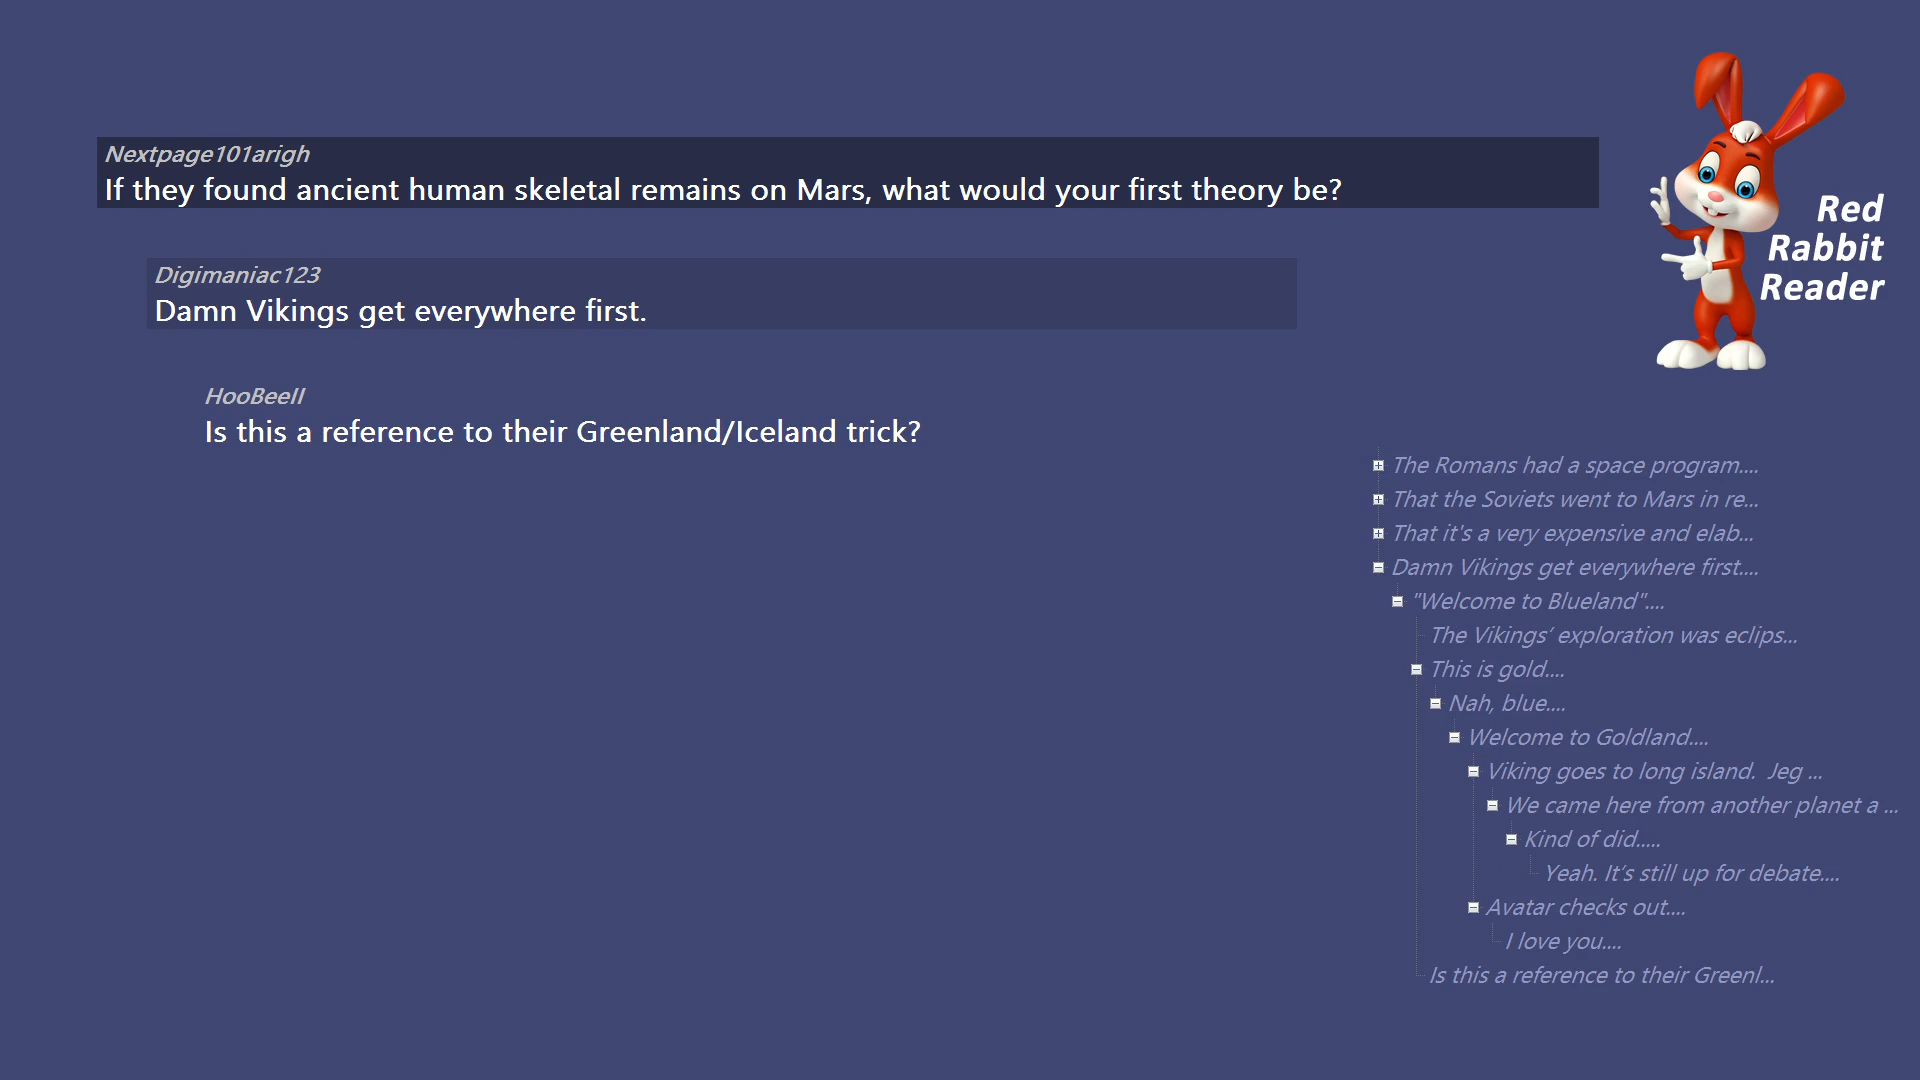 Nextpage101arigh
If they found ancient human skeletal remains on Mars, what would your first theory be?
Digimaniac123
Damn Vikings get everywhere first.
HooBeeII
Is this a reference to their Greenland/Iceland trick?
Red
Rabbit
Reader
The Romans had a space program....
That the Soviets went to Mars in re...
That it's a very expensive and elab...
Damn Vikings get everywhere first....
"Welcome to Blueland"....
The Vikings’ exploration was eclips...
This is gold....
Nah, blue....
Welcome to Goldland....
Viking goes to long island.  Jeg ...
We came here from another planet a ...
Kind of did.....
Yeah. It’s still up for debate....
Avatar checks out....
I love you....
Is this a reference to their Greenl...